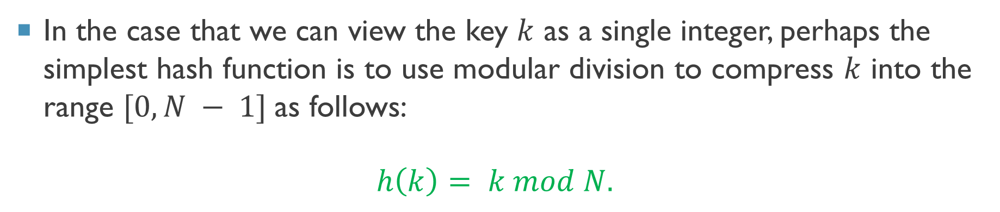 In the case that we can view the key k as a single integer, perhaps the
simplest hash function is to use modular division to compress k into the
range [0, N − 1] as follows:
h(k) = k mod N.